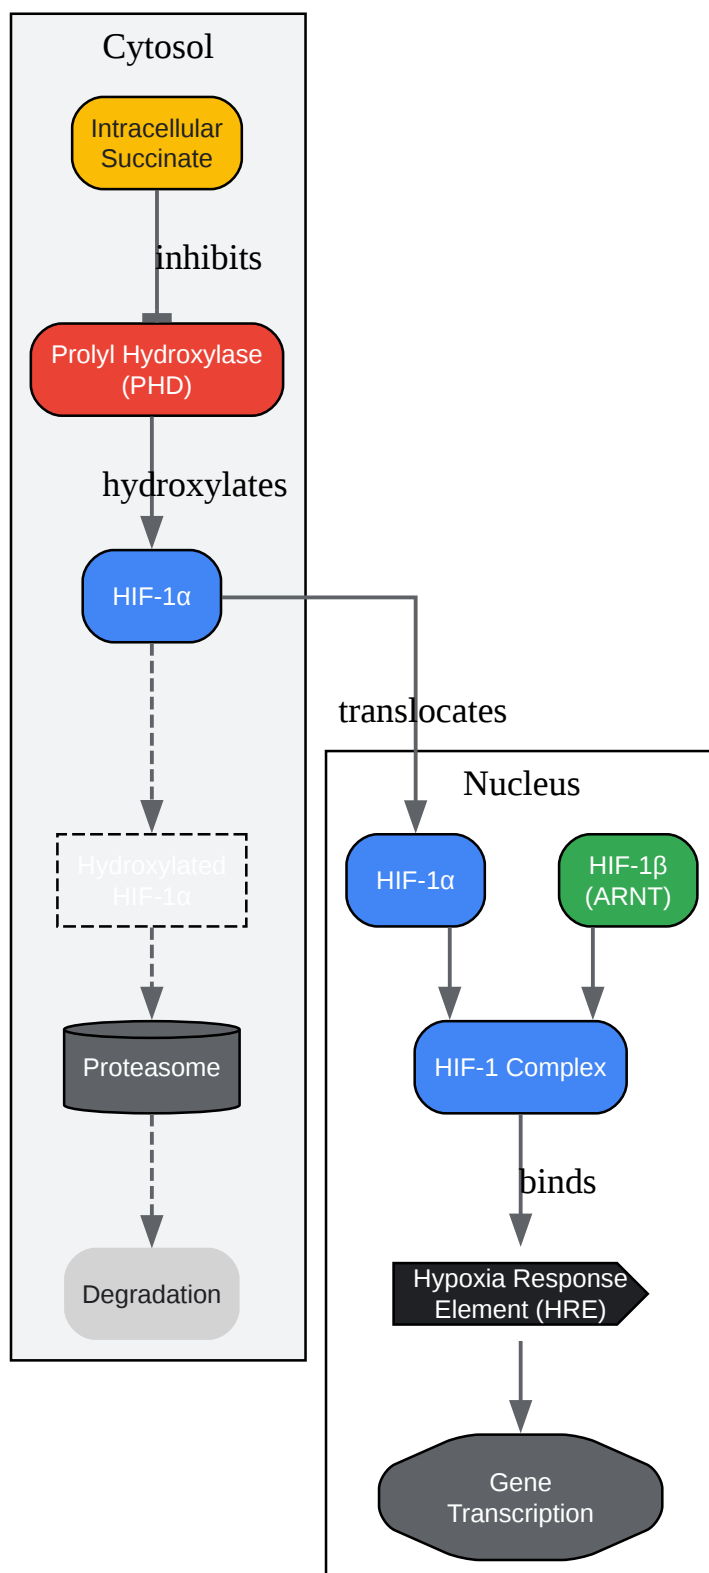 Cytosol
Intracellular
Succinate
inhibits
Prolyl Hydroxylase
(PHD)
hydroxylates
HIF-1α
translocates
Nucleus
Hydroxylated
HIF-1α
HIF-1α
HIF-1β
(ARNT)
Proteasome
HIF-1 Complex
binds
Degradation
Hypoxia Response
Element (HRE)
Gene
Transcription